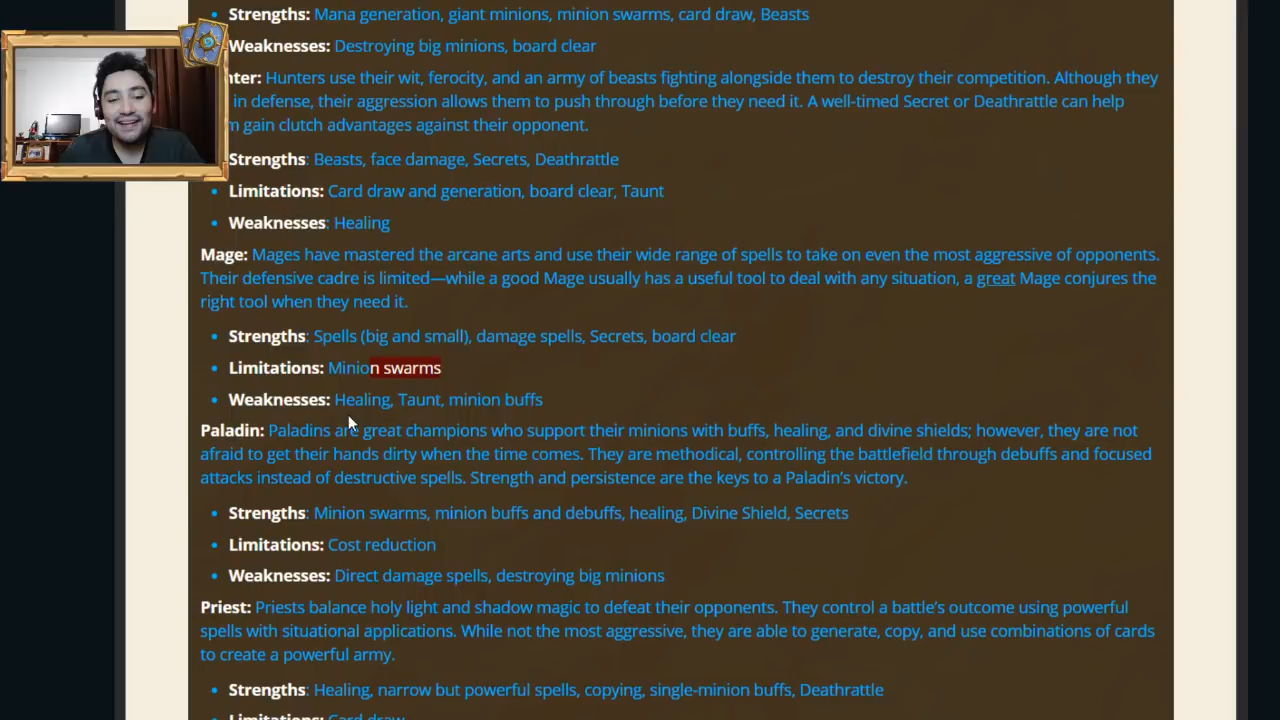 Strengths: Mana generation, giant minions, minion swarms, card draw, Beasts
Weaknesses: Destroying big minions, board clear
Hunters use their wit, ferocity, and an army of beasts fighting alongside them to destroy their competition. Although they
in defense, their aggression allows them to push through before they need it. A well-timed Secret or Deathrattle can help
gain clutch advantages against their opponent.
Strengths: Beasts, face damage, Secrets, Deathrattle
Limitations: Card draw and generation, board clear, Taunt
Weaknesses: Healing
Mage: Mages have mastered the arcane arts and use their wide range of spells to take on even the most aggressive of opponents.
Their defensive cadre is limited—while a good Mage usually has a useful tool to deal with any situation, a great Mage conjures the
right tool when they need it.
Strengths: Spells (big and small), damage spells, Secrets, board clear
Limitations: Minion swarms
Weaknesses: Healing, Taunt, minion buffs
Paladin: Paladins are great champions who support their minions with buffs, healing, and divine shields; however, they are not
afraid to get their hands dirty when the time comes. They are methodical, controlling the battlefield through debuffs and focused
attacks instead of destructive spells. Strength and persistence are the keys to a Paladin's victory.
Strengths: Minion swarms, minion buffs and debuffs, healing, Divine Shield, Secrets
Limitations: Cost reduction
Weaknesses: Direct damage spells, destroying big minions
Priest: Priests balance holy light and shadow magic to defeat their opponents. They control a battle's outcome using powerful
spells with situational applications. While not the most aggressive, they are able to generate, copy, and use combinations of cards
to create a powerful army.
Strengths: Healing, narrow but powerful spells, copying, single-minion buffs, Deathrattle
Limitations: Card draw